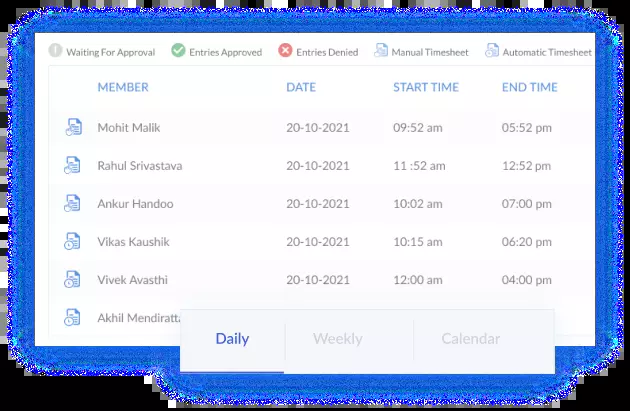 Waiting For Approval Entries Approved Entries Denied Manual Timesheet Automatic Timesheet
MEMBER DATE START TIME END TIME
Mohit Malik 20-10-2021 09:52 am 05:52 pm
Rahul Srivastava 20-10-2021 11 :52 am 12:52 pm
Ankur Handoo 20-10-2021 10:02 am 07:00 pm
Vikas Kaushik 20-10-2021 10:15 am 06:20 pm
Vivek Avasthi 20-10-2021 12:00 am 04:00 pm
Akhil Mendiratta
Daily Weekly Calendar